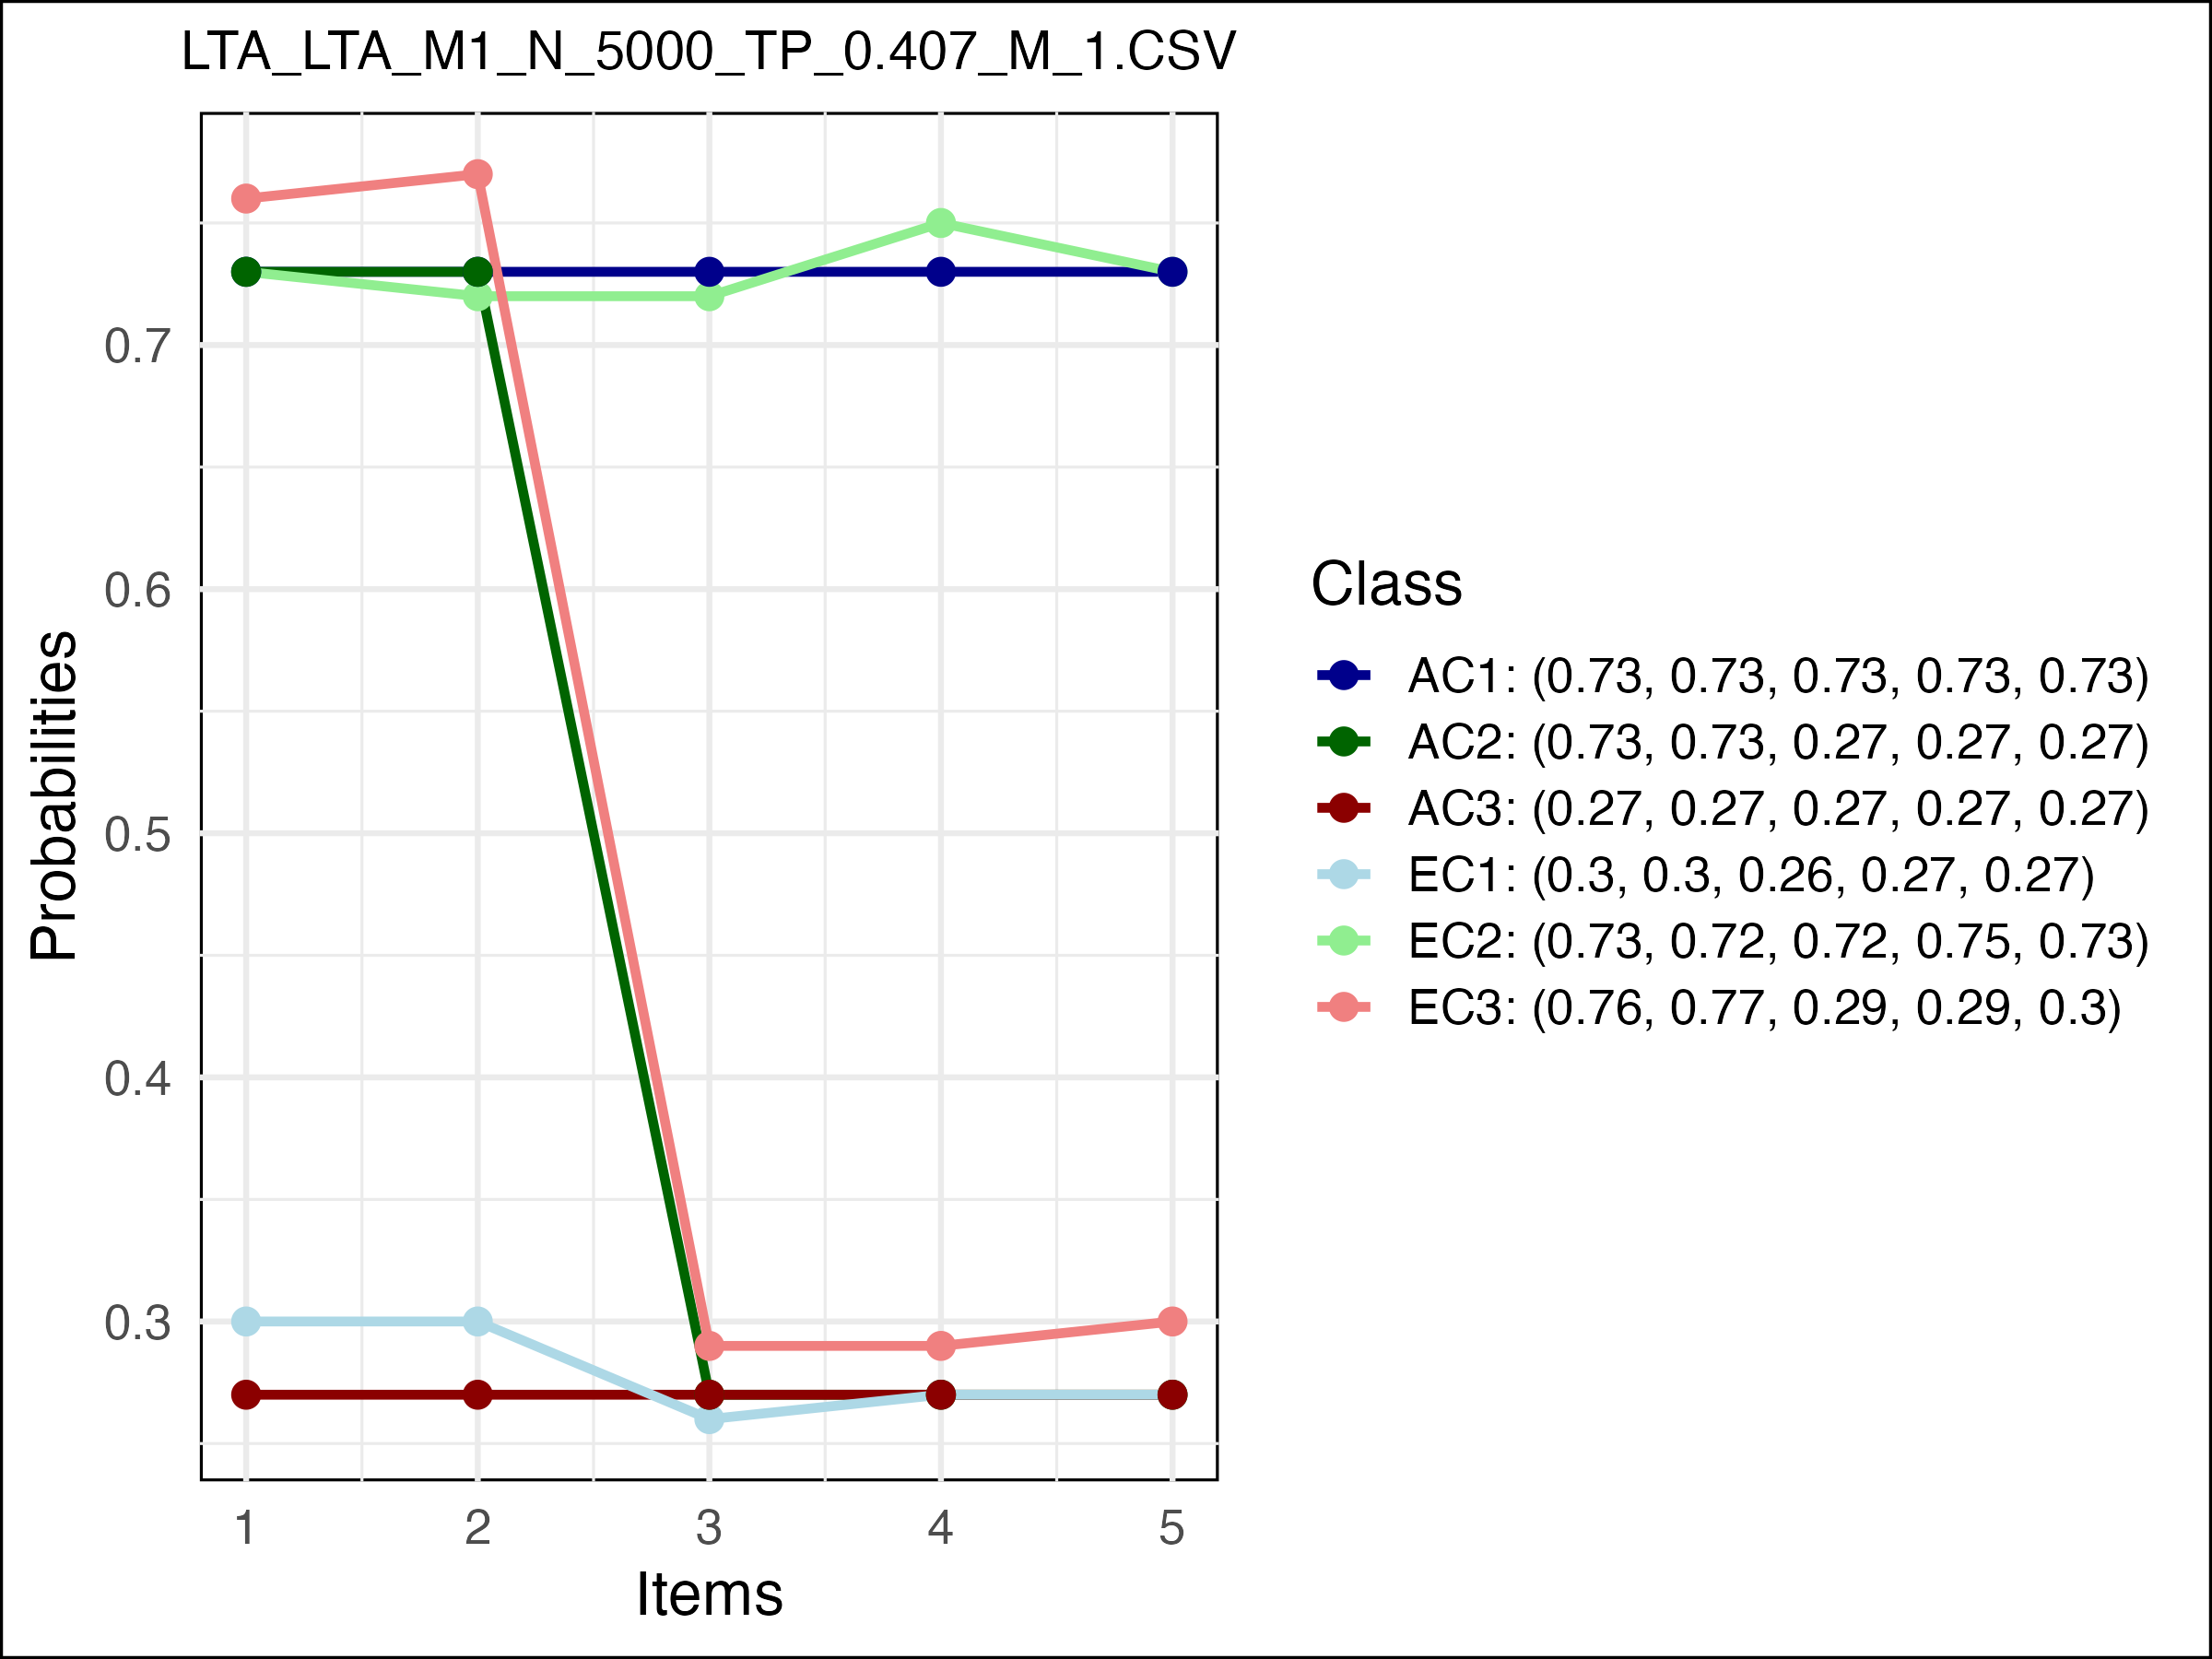 LTA_LTA_M1_N_5000_TP_0.407_M_1.CSV
Probabilities
0.7
0.6
0.5
0.4
0.3
1 2 3 4 5
Items
Class
AC1: (0.73, 0.73, 0.73, 0.73, 0.73)
AC2: (0.73, 0.73, 0.27, 0.27, 0.27)
AC3: (0.27, 0.27, 0.27, 0.27, 0.27)
EC1: (0.3, 0.3, 0.26, 0.27, 0.27)
EC2: (0.73, 0.72, 0.72, 0.75, 0.73)
EC3: (0.76, 0.77, 0.29, 0.29, 0.3)